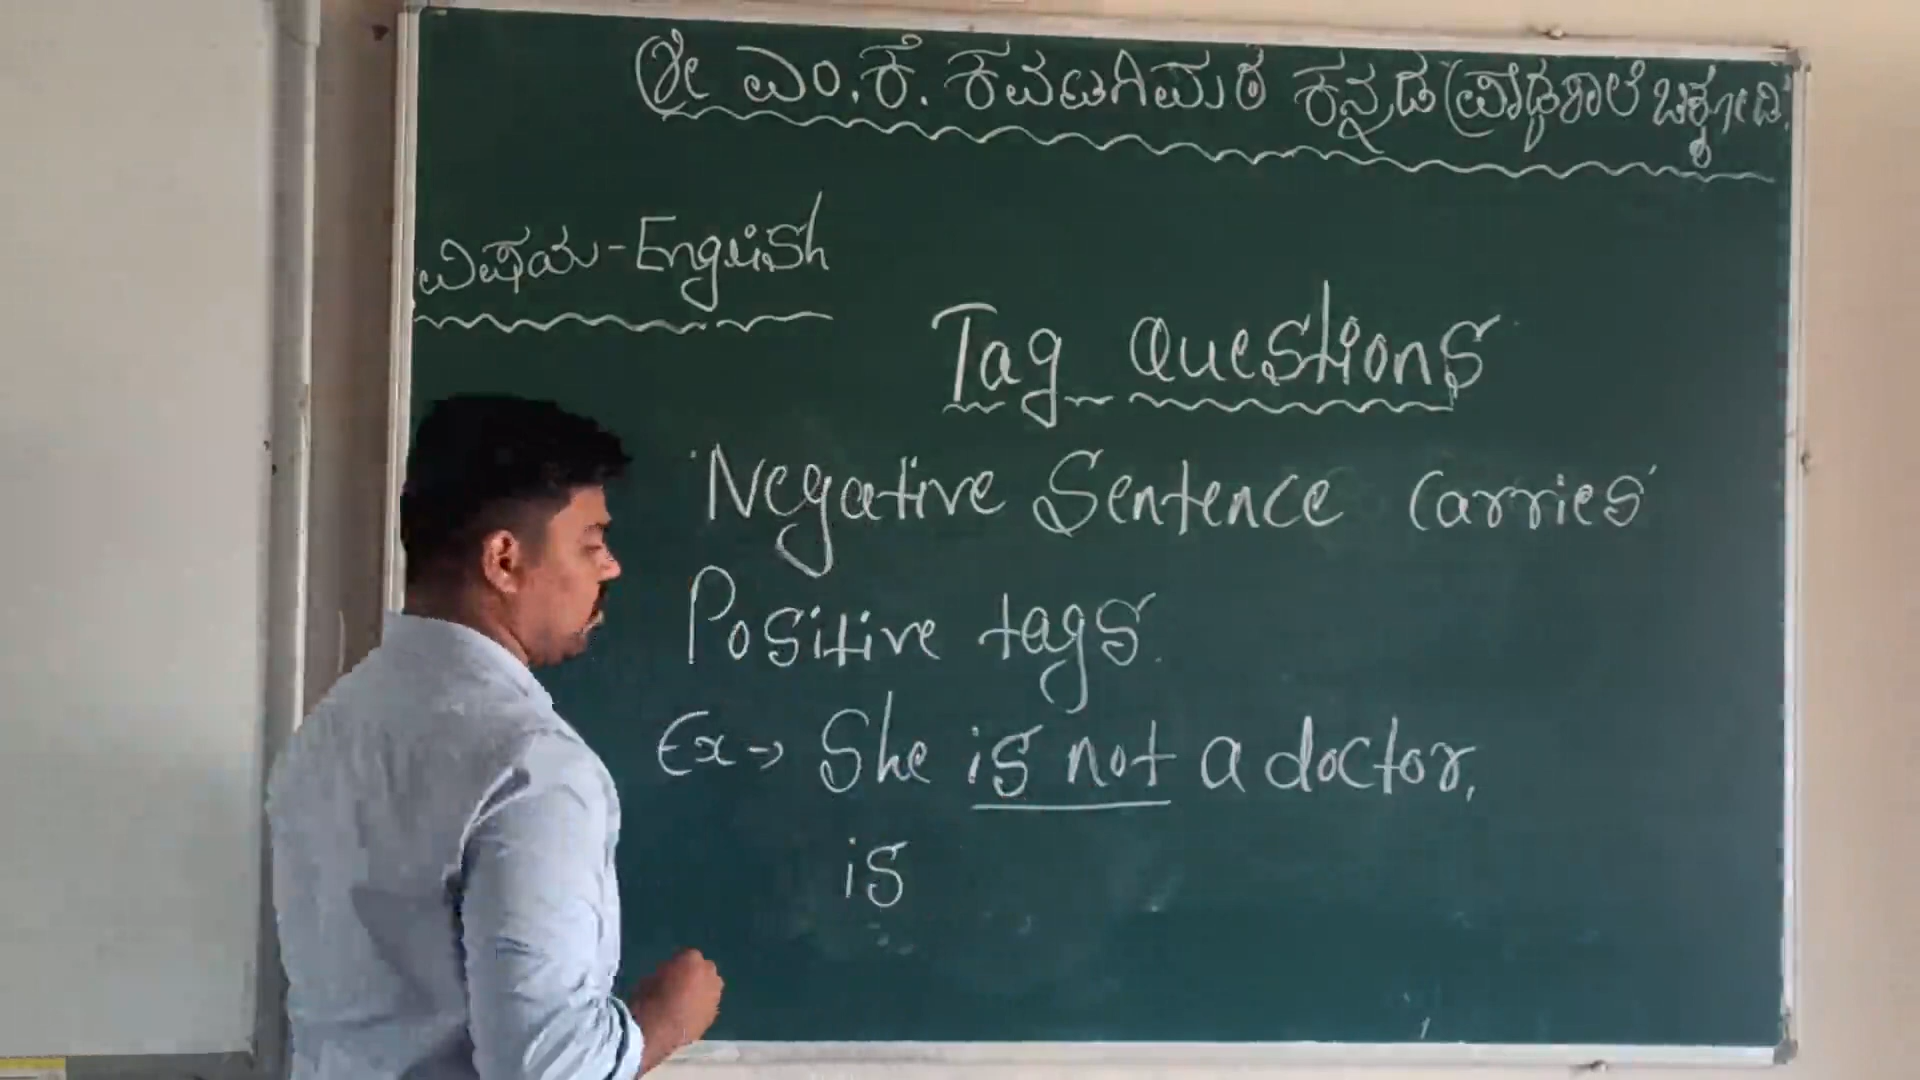 ಶ್ರೀ ಎಂ.ಕೆ. ಕವಟಗಿಮಠ ಕನ್ನಡ ಪ್ರಾಢಶಾಲೆ ಚಿಕ್ಕೋಡಿ.
ವಿಷಯ - English
Tag Questions
Negative Sentence Carries
Positive tags.
Ex → She is not a doctor,
is